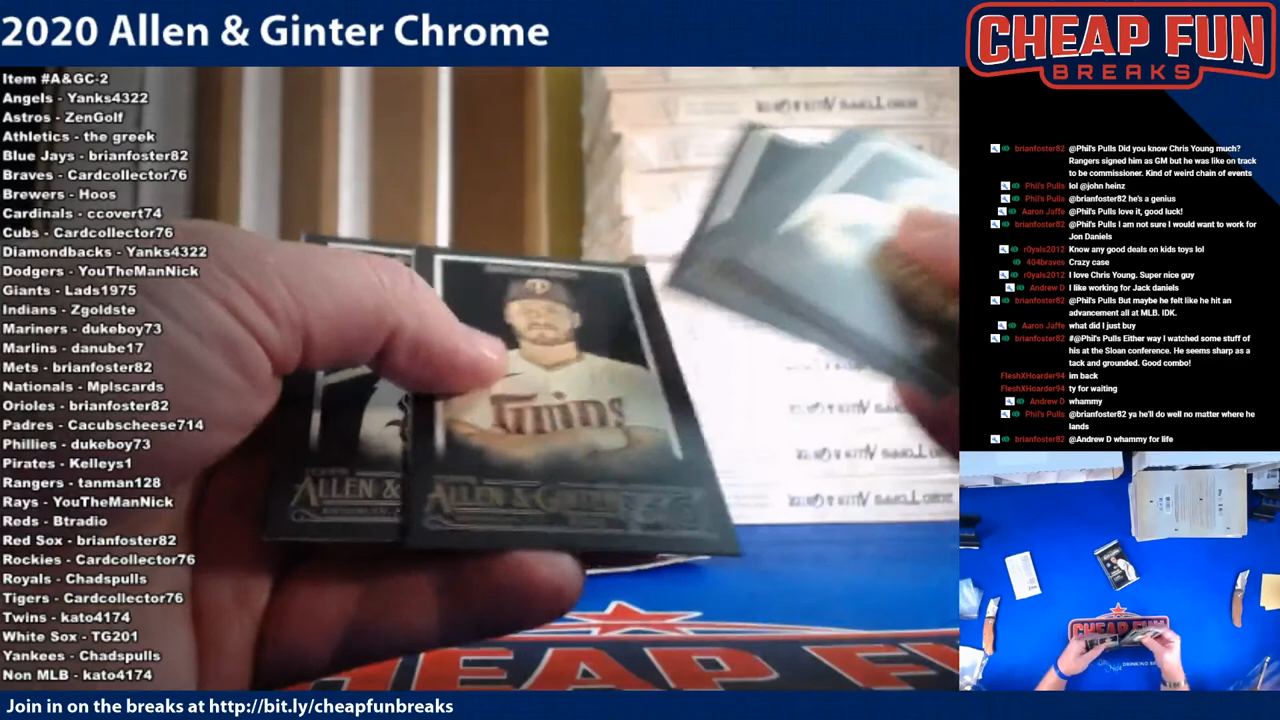 2020 Allen & Ginter Chrome
CHEAP FUN
BREAKS
Item #A&GC-2
Angels - Yanks4322
Astros - ZenGolf
Athletics - the greek
Blue Jays - brianfoster82
Braves - Cardcollector76
Brewers - Hoos
Cardinals - ccovert74
Cubs - Cardcollector76
Diamondbacks - Yanks4322
Dodgers - YouTheManNick
Giants - Lads1975
Indians - Zgoldste
Mariners - dukeboy73
Marlins - danube17
Mets - brianfoster82
Nationals - Mplscards
Orioles - brianfoster82
Padres - Cacubscheese714
Phillies - dukeboy73
Pirates - Kelleys1
Rangers - tanman128
Rays - YouTheManNick
Reds - Btradio
Red Sox - brianfoster82
Rockies - Cardcollector76
Royals - Chadspulls
Tigers - Cardcollector76
Twins - kato4174
White Sox - TG201
Yankees - Chadspulls
Non MLB - kato4174
Twins
ALLEN &
ALLEN & GINTER
CHEAP F
brianfoster82 @Phil's Pulls Did you know Chris Young much?
Rangers signed him as GM but he was like on track
to be commissioner. Kind of weird chain of events
Phil's Pulls lol @john heinz
Phil's Pulls @brianfoster82 he's a genius
Aaron Jaffe @Phil's Pulls love it, good luck!
brianfoster82 @Phil's Pulls I am not sure I would want to work for
Jon Daniels
r0yals2012 Know any good deals on kids toys lol
404braves Crazy case
r0yals2012 I love Chris Young. Super nice guy
Andrew D I like working for Jack daniels
brianfoster82 @Phil's Pulls But maybe he felt like he hit an
advancement all at MLB. IDK.
Aaron Jaffe what did I just buy
brianfoster82 #@Phil's Pulls Either way I watched some stuff of
his at the Sloan conference. He seems sharp as a
tack and grounded. Good combo!
FleshXHoarder94 im back
FleshXHoarder94 ty for waiting
Andrew D whammy
Phil's Pulls @brianfoster82 ya he'll do well no matter where he
lands
brianfoster82 @Andrew D whammy for life
CHEAP FUN
Join in on the breaks at http://bit.ly/cheapfunbreaks